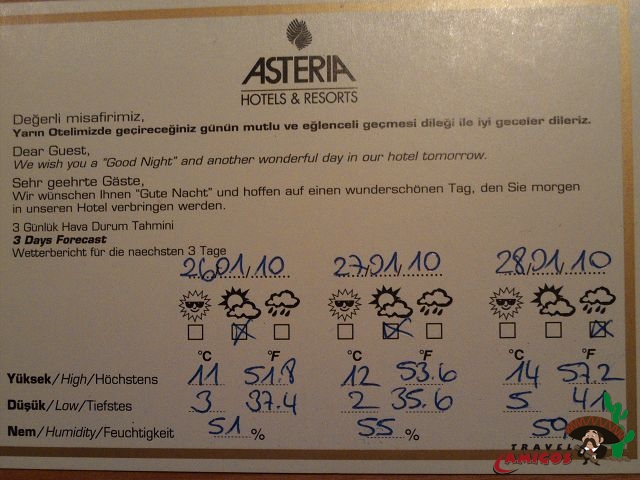 ASTERIA
HOTELS & RESORTS
Değerli misafirimiz,
Yarın Otelimizde geçireceğiniz günün mutlu ve eğlenceli geçmesi dileği ile iyi geceler dileriz.
Dear Guest,
We wish you a "Good Night" and another wonderful day in our hotel tomorrow.
Sehr geehrte Gäste,
Wir wünschen Ihnen "Gute Nacht" und hoffen auf einen wunderschönen Tag, den Sie morgen
in unseren Hotel verbringen werden.
3 Günlük Hava Durum Tahmini
3 Days Forecast
Wetterbericht für die naechsten 3 Tage
26.01.10 27.01.10 28.01.10
°C °F °C °F °C °F
Yüksek/High/Höchstens 11 51.8 12 53.6 14 57.2
Düşük/Low/Tiefstes 3 37.4 2 35.6 5 41
Nem/Humidity/Feuchtigkeit 51 % 55 % 50
TRAVEL
CAMIGOS